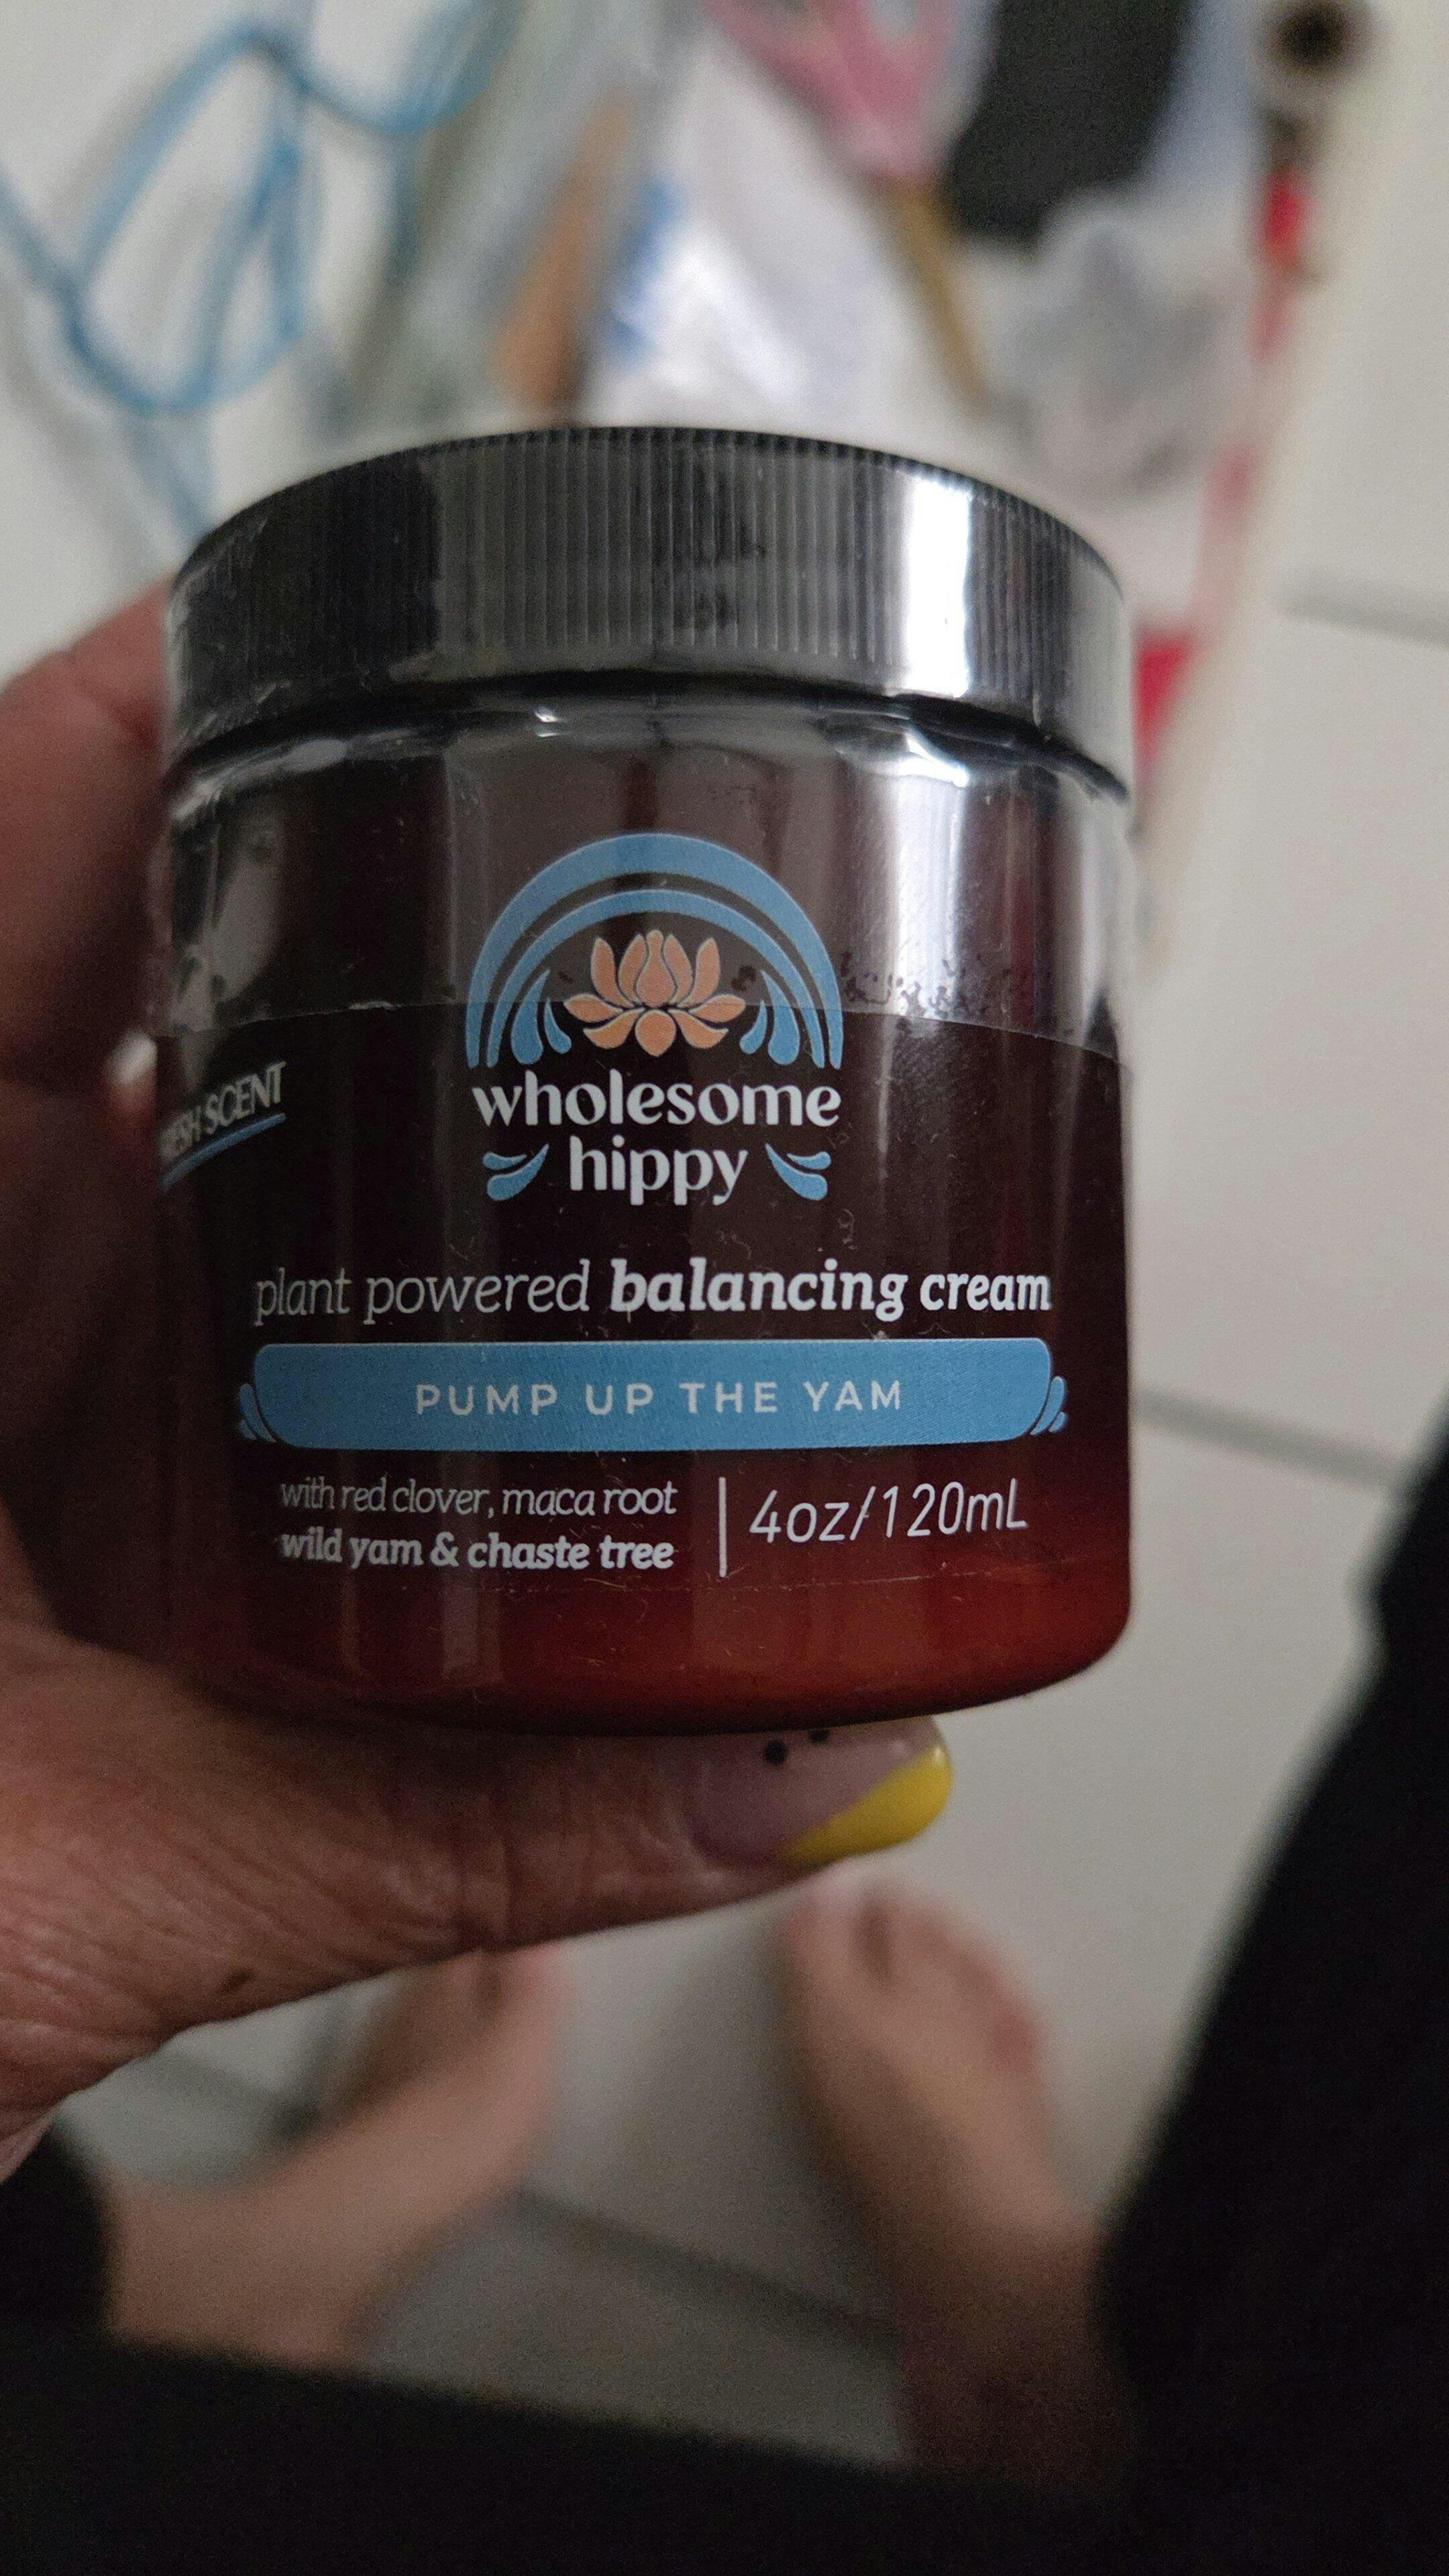 SCENT
wholesome
hippy
plant powered balancing cream
PUMP UP THE YAM
with red clover, maca root
wild yam & chaste tree
4oz/120mL